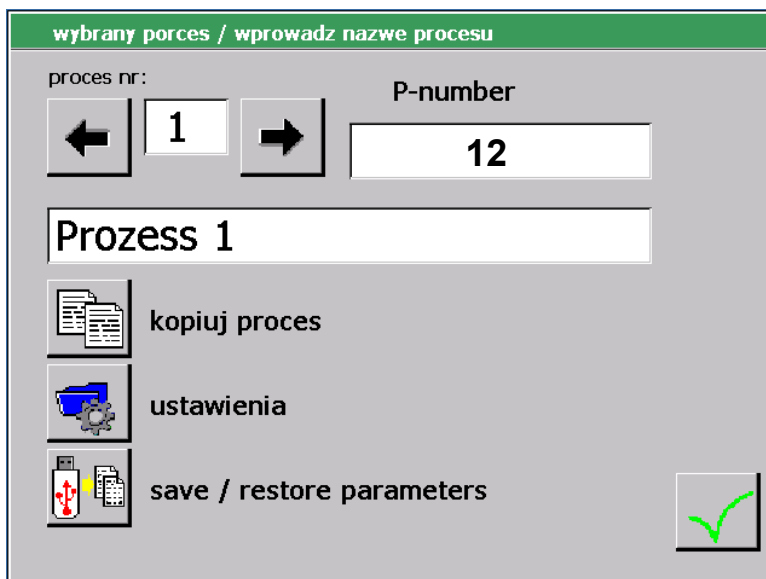 wybrany porces / wprowadz nazwe procesu
proces nr:
P-number
1
12
Prozess 1
kopiuj proces
ustawienia
save / restore parameters